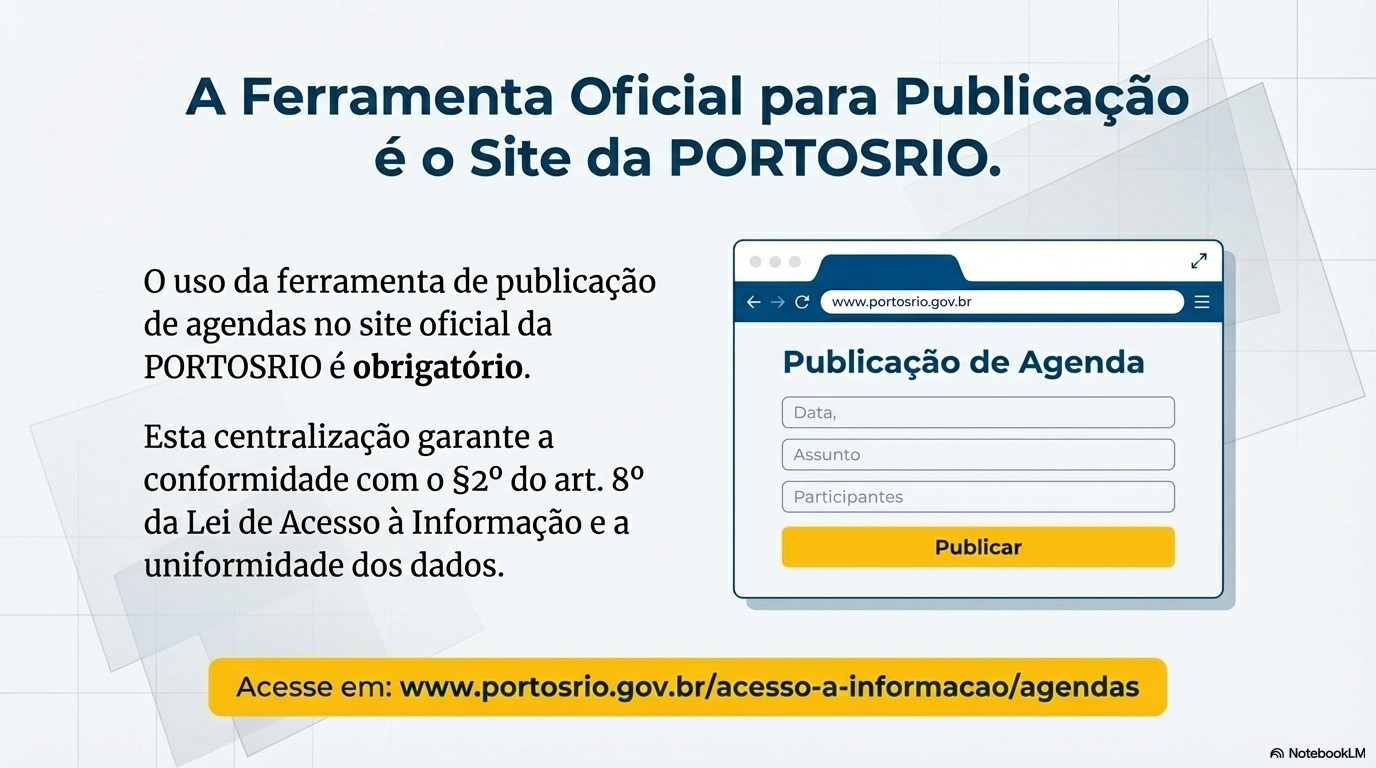 A Ferramenta Oficial para Publicação
é o Site da PORTOSRIO.
O uso da ferramenta de publicação
de agendas no site oficial da
PORTOSRIO é obrigatório.
Esta centralização garante a
conformidade com o §2º do art. 8º
da Lei de Acesso à Informação e a
uniformidade dos dados.
www.portosrio.gov.br
Publicação de Agenda
Data,
Assunto
Participantes
Publicar
Acesse em: www.portosrio.gov.br/acesso-a-informacao/agendas
NotebookLM